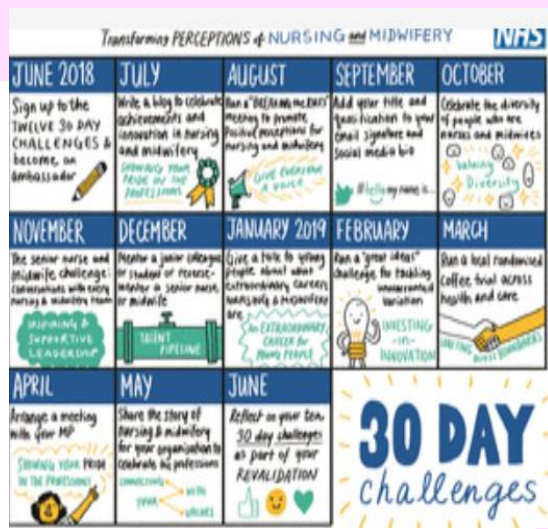 Transforming PERCEPTIONS of NURSING and MIDWIFERY
NHS
JUNE 2018
Sign up to the
TWELVE 30 DAY
CHALLENGES &
become an
ambassador
JULY
Write a blog to celebrate
achievements and
innovation in nursing
and midwifery
SHOWING YOUR
PRIDE IN THE
PROFESSIONS
AUGUST
Run a
meeting to promote
positive perceptions for
nursing and midwifery
GIVE EVERYONE
A VOICE
SEPTEMBER
Add your title and
qualification to your
email signature and
social media bio
#hello my name is...
OCTOBER
Celebrate the diversity
of people who are
nurses and midwives
Valuing
Diversity
NOVEMBER
The senior nurse and
midwife challenge:
conversations with every
nursing & midwifery team
INSPIRING &
SUPPORTIVE
LEADERSHIP
DECEMBER
Mentor a junior colleague
or student or reverse-
mentor a senior nurse
or midwife
TALENT
PIPELINE
JANUARY 2019
Give a talk to young
people about what
extraordinary careers
nursing & midwifery
are
AN EXTRAORDINARY
CAREER for
YOUNG PEOPLE
FEBRUARY
Run a "great ideas"
challenge for tackling
unwarranted
variation
INVESTING
-in-
INNOVATION
MARCH
Run a local randomised
coffee trial across
health and care
UNITING ACROSS BOUNDARIES
APRIL
Arrange a meeting
with your MP
SHOWING YOUR PRIDE
IN THE PROFESSIONS
MAY
Share the story of
nursing & midwifery
for your organisation to
celebrate the professions
CONNECTING
YOUR WITH
VALUES
JUNE
Reflect on your ten
30 day challenges
as part of your
REVALIDATION
30 DAY
challenges